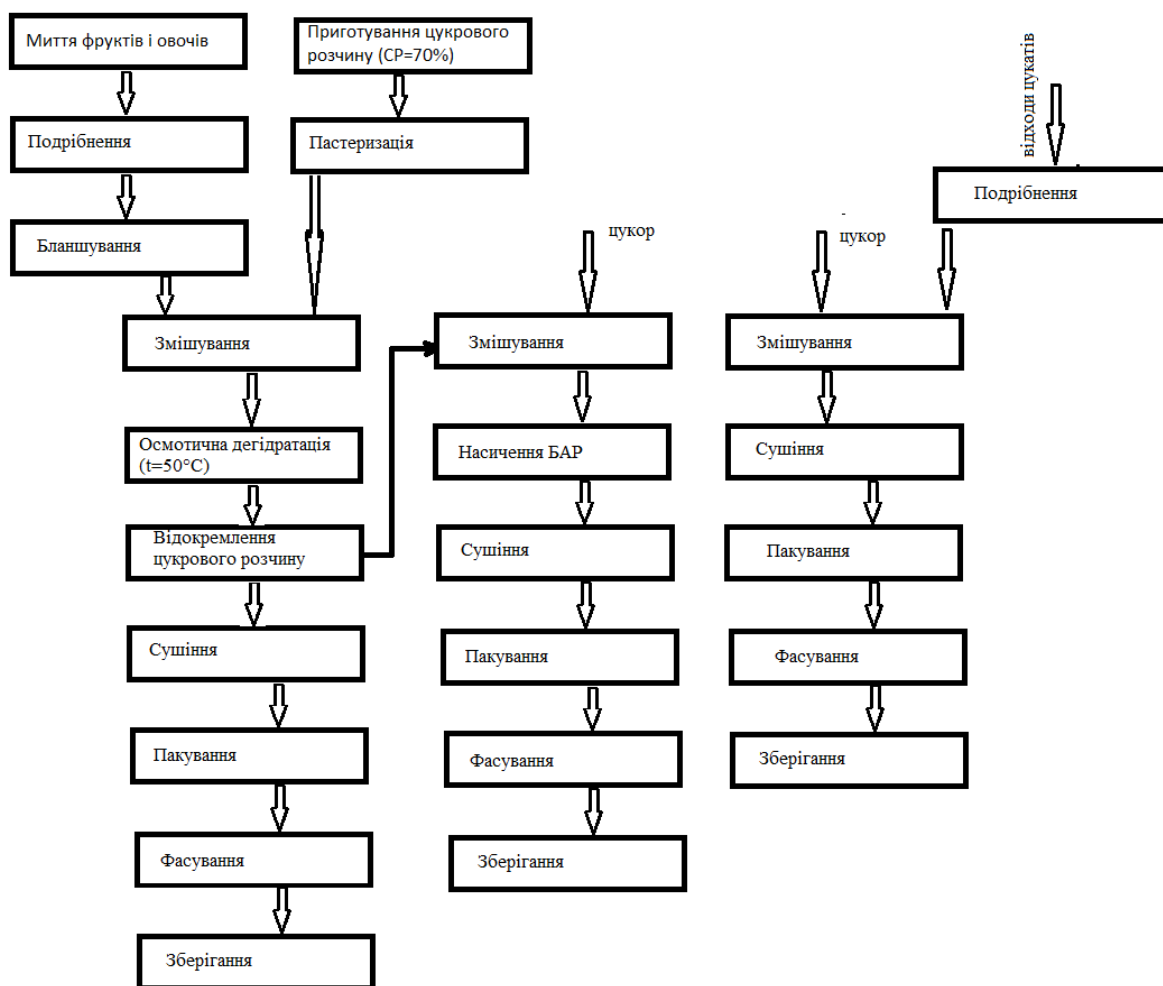 Миття фруктів і овочів
Приготування цукрового
розчину (СР=70%)
відходи цукатів
Подрібнення
Пастеризація
Подрібнення
Бланшування
цукор
цукор
Змішування
Змішування
Змішування
Осмотична дегідратація
(t=50°C)
Насичення БАР
Сушіння
Відокремлення
цукрового розчину
Сушіння
Пакування
Сушіння
Пакування
Фасування
Пакування
Фасування
Зберігання
Фасування
Зберігання
Зберігання